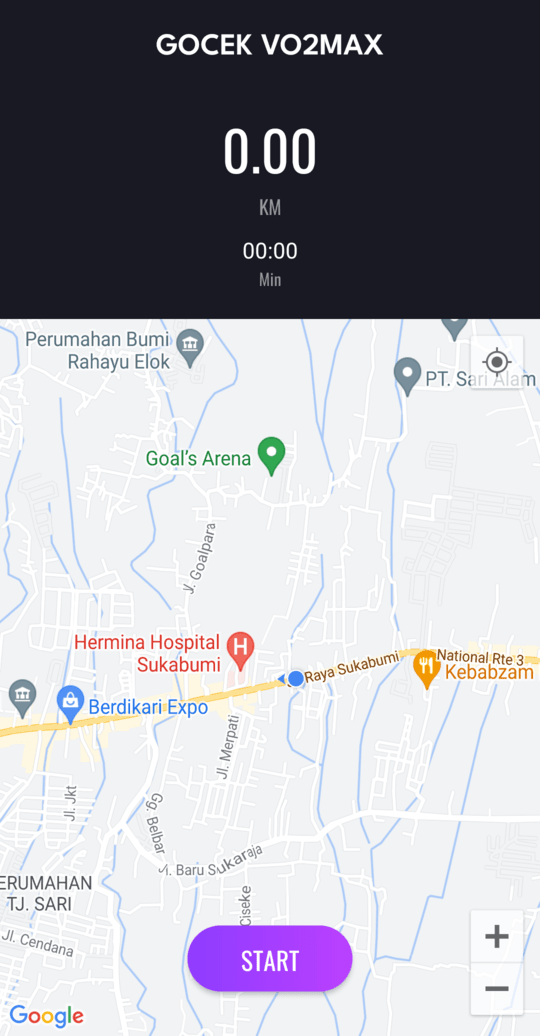 GOCEK VO2MAX
0.00
KM
00:00
Min
Perumahan Bumi
Rahayu Elok
PT. Sari Alam
Goal's Arena
Jl. Goalpara
Hermina Hospital
Sukabumi
H
Raya Sukabumi
National Rte 3
Kebabzam
Berdikari Expo
Jl. Merpati
Jl. Jkt
Gg. Belbar
Jl. Baru Sukaraja
ERUMAHAN
TJ. SARI
Ciseke
Jl. Cendana
START
+
−
Google